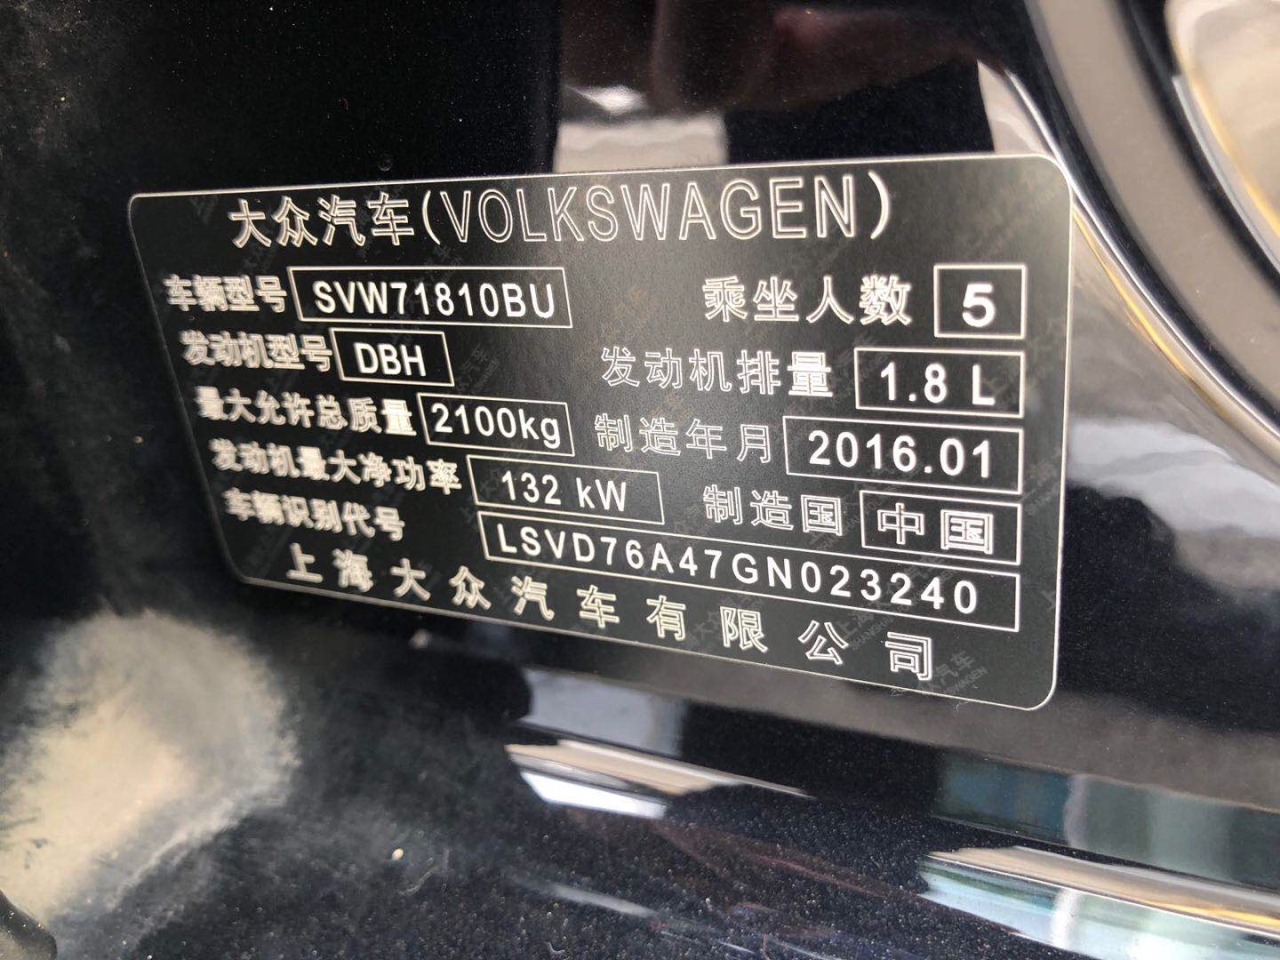 大众汽车(VOLKSWAGEN)
车辆型号 SVW71810BU 乘坐人数 5
发动机型号 DBH 发动机排量 1.8 L
最大允许总质量 2100kg 制造年月 2016.01
发动机最大净功率 132 kW 制造国 中国
车辆识别代号 LSVD76A47GN023240
上海大众汽车有限公司